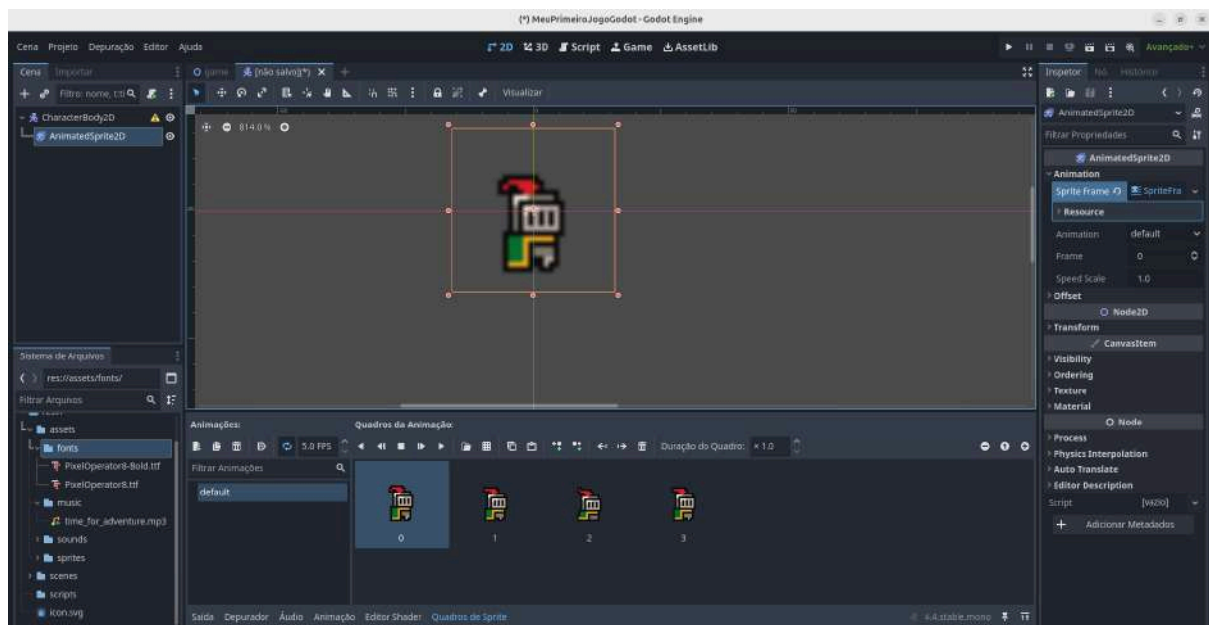 (*) MeuPrimeiroJogoGodot - Godot Engine
Cena Projeto Depuração Editor Ajuda
2D 3D Script Game AssetLib
Avançado+
Cena Importar
Filtro: nome, t:ti
CharacterBody2D
AnimatedSprite2D
game [não salvo](*)
Visualizar
814.0 %
Inspetor Nó Histórico
AnimatedSprite2D
Filtrar Propriedades
AnimatedSprite2D
Animation
Sprite Frame SpriteFra
Resource
Animation default
Frame 0
Speed Scale 1.0
Offset
Node2D
Transform
CanvasItem
Visibility
Ordering
Texture
Material
Node
Process
Physics Interpolation
Auto Translate
Editor Description
Script [vazio]
Adicionar Metadados
Sistema de Arquivos
res://assets/fonts/
Filtrar Arquivos
assets
fonts
PixelOperator8-Bold.ttf
PixelOperator8.ttf
music
time_for_adventure.mp3
sounds
sprites
scenes
scripts
icon.svg
Animações:
5.0 FPS
Filtrar Animações
default
Quadros da Animação:
Duração do Quadro: × 1.0
0 1 2 3
Saída Depurador Áudio Animação Editor Shader Quadros de Sprite
4.4.stable.mono